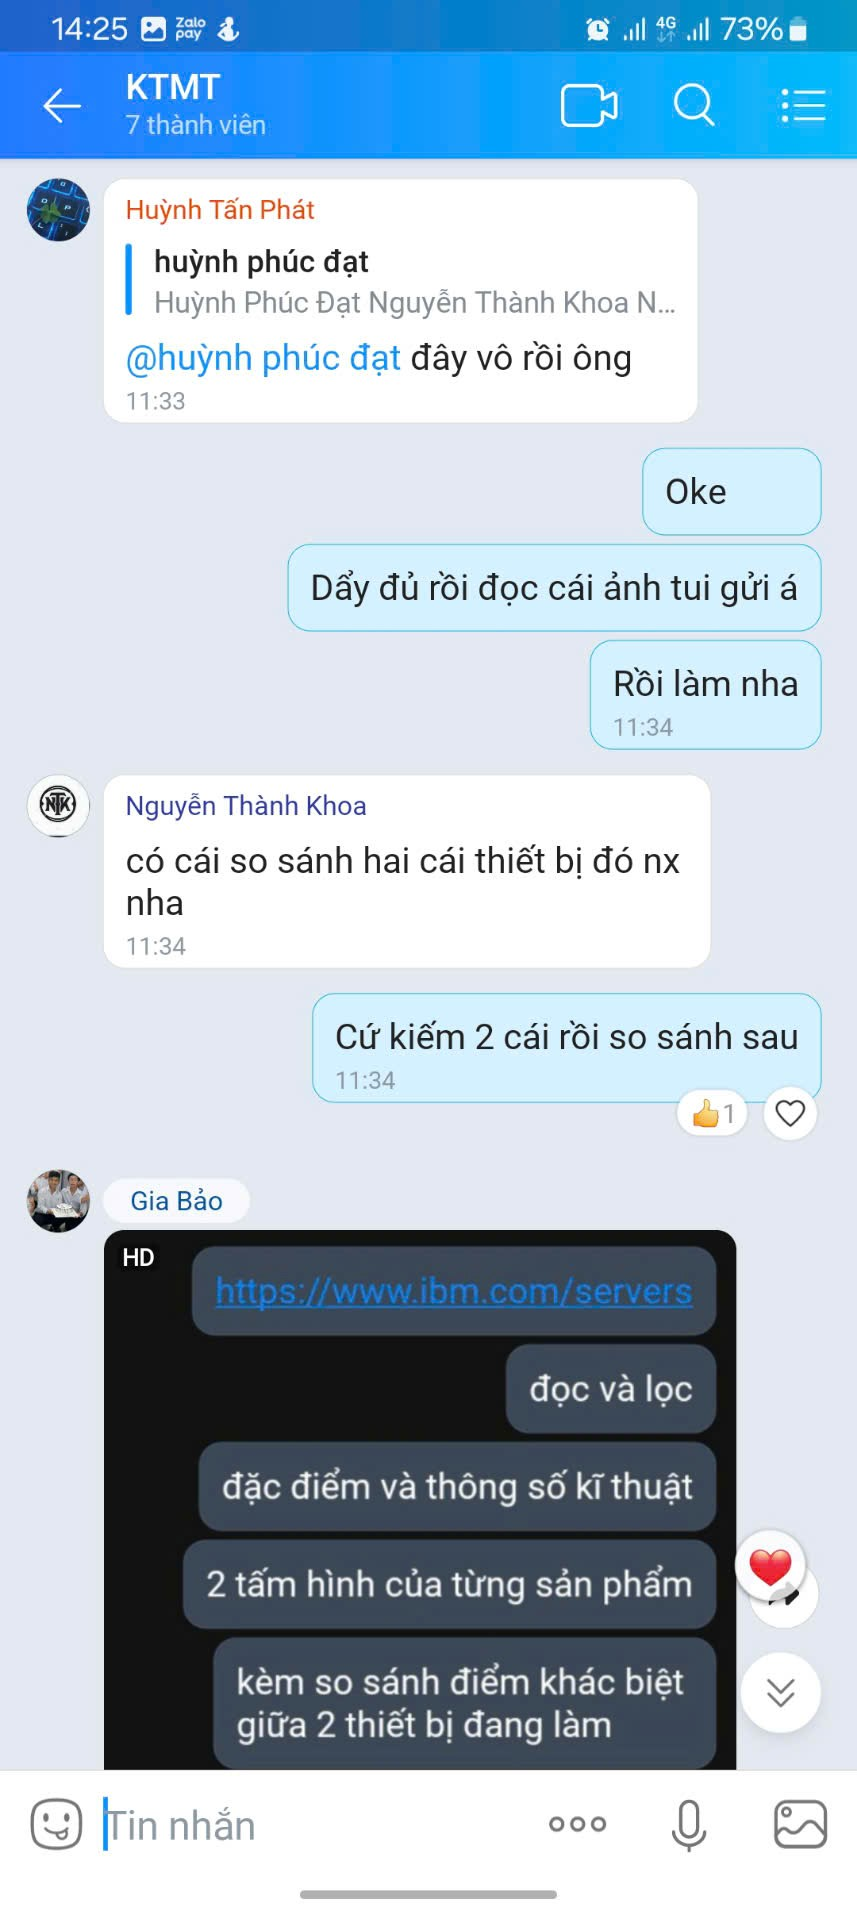 14:25 Zalo pay 4G 73%
KTMT
7 thành viên
Huỳnh Tấn Phát
huỳnh phúc đạt
Huỳnh Phúc Đạt Nguyễn Thành Khoa N...
@huỳnh phúc đạt đây vô rồi ông
11:33
Oke
Dẩy đủ rồi đọc cái ảnh tui gửi á
Rồi làm nha
11:34
NTK
Nguyễn Thành Khoa
có cái so sánh hai cái thiết bị đó nx
nha
11:34
Cứ kiếm 2 cái rồi so sánh sau
11:34
1
Gia Bảo
HD
https://www.ibm.com/servers
đọc và lọc
đặc điểm và thông số kĩ thuật
2 tấm hình của từng sản phẩm
kèm so sánh điểm khác biệt
giữa 2 thiết bị đang làm
Tin nhắn